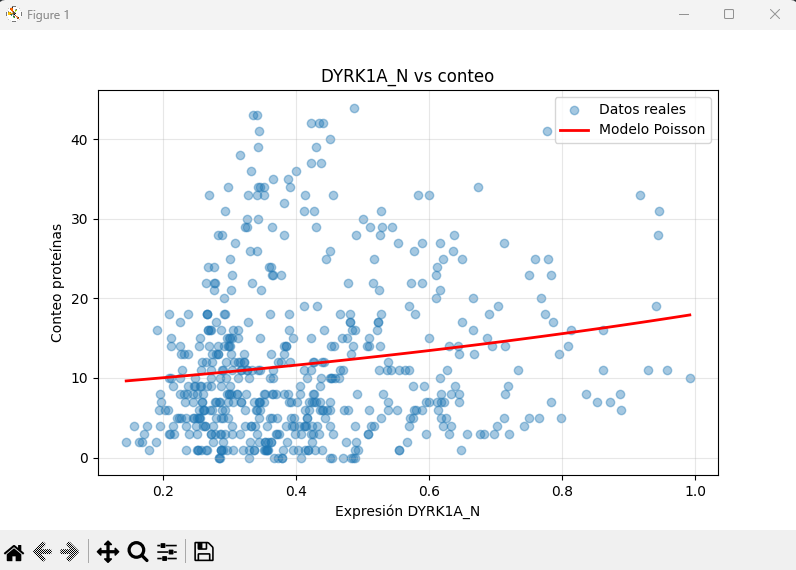 Figure 1
DYRK1A_N vs conteo
Datos reales
Modelo Poisson
Conteo proteínas
40
30
20
10
0
0.2 0.4 0.6 0.8 1.0
Expresión DYRK1A_N